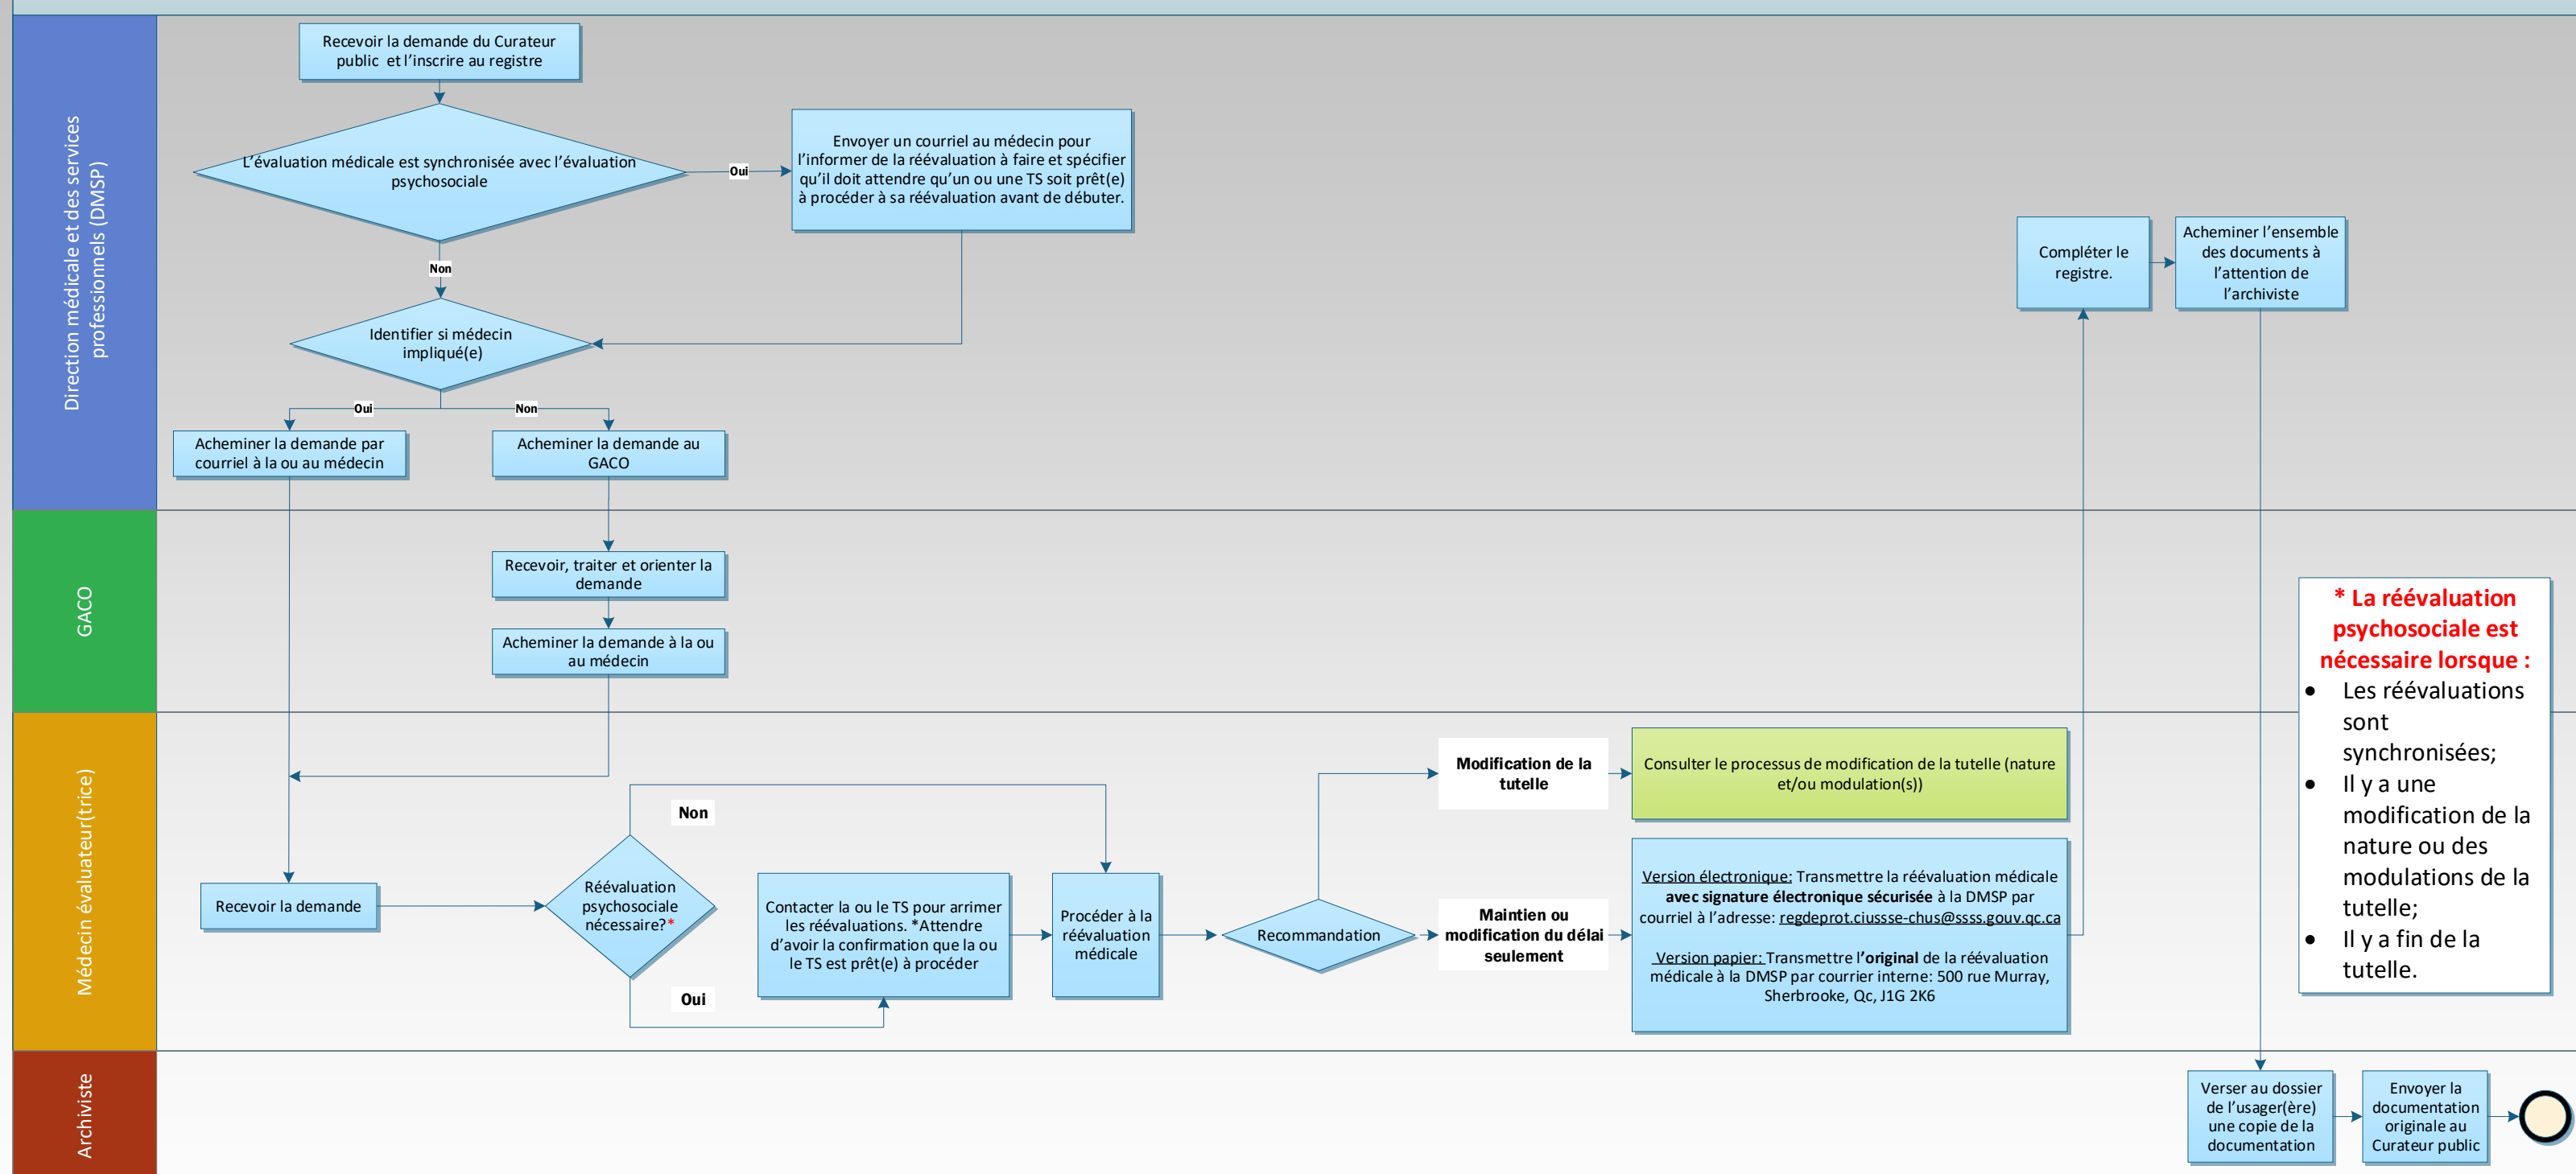 Direction médicale et des services
professionnels (DMSP)
Recevoir la demande du Curateur
public et l'inscrire au registre
L'évaluation médicale est synchronisée avec l'évaluation
psychosociale
Oui
Envoyer un courriel au médecin pour
l'informer de la réévaluation à faire et spécifier
qu'il doit attendre qu'un ou une TS soit prêt(e)
à procéder à sa réévaluation avant de débuter.
Non
Identifier si médecin
impliqué(e)
Oui
Non
Acheminer la demande par
courriel à la ou au médecin
Acheminer la demande au
GACO
Compléter le
registre.
Acheminer l'ensemble
des documents à
l'attention de
l'archiviste
GACO
Recevoir, traiter et orienter la
demande
Acheminer la demande à la ou
au médecin
* La réévaluation
psychosociale est
nécessaire lorsque :
• Les réévaluations
sont
synchronisées;
• Il y a une
modification de la
nature ou des
modulations de la
tutelle;
• Il y a fin de la
tutelle.
Médecin évaluateur(trice)
Recevoir la demande
Réévaluation
psychosociale
nécessaire?*
Non
Oui
Contacter la ou le TS pour arrimer
les réévaluations. *Attendre
d'avoir la confirmation que la ou
le TS est prêt(e) à procéder
Procéder à la
réévaluation
médicale
Recommandation
Modification de la
tutelle
Consulter le processus de modification de la tutelle (nature
et/ou modulation(s))
Maintien ou
modification du délai
seulement
Version électronique: Transmettre la réévaluation médicale
avec signature électronique sécurisée à la DMSP par
courriel à l'adresse: regdeprot.ciussse-chus@ssss.gouv.qc.ca
Version papier: Transmettre l'original de la réévaluation
médicale à la DMSP par courrier interne: 500 rue Murray,
Sherbrooke, Qc, J1G 2K6
Archiviste
Verser au dossier
de l'usager(ère)
une copie de la
documentation
Envoyer la
documentation
originale au
Curateur public